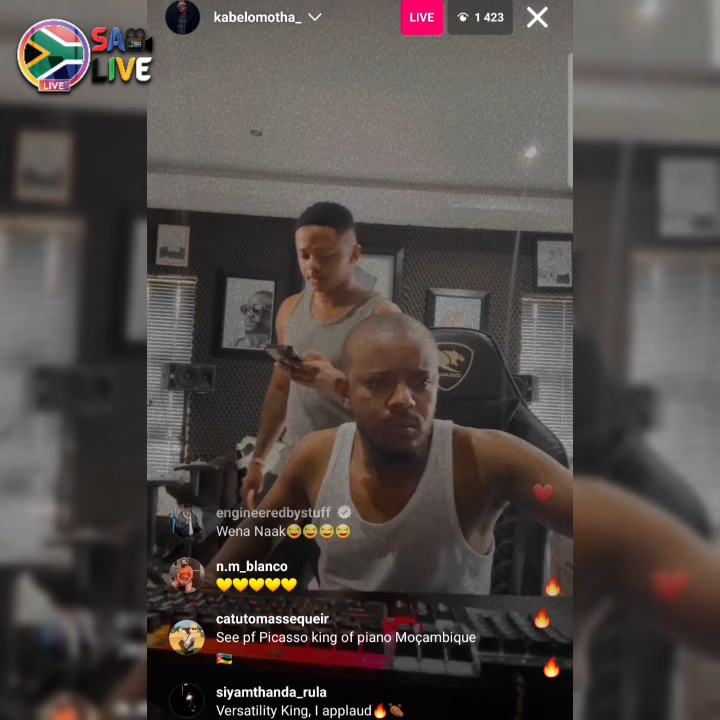 SA
LIVE
LIVE
kabelomotha_
LIVE
1 423
engineeredbystuff
Wena Naak😂😂😂😂
n.m_blanco
💛💛💛💛💛
catutomassequeir
See pf Picasso king of piano Moçambique
🇲🇿
siyamthanda_rula
Versatility King, I applaud🔥👏🏾